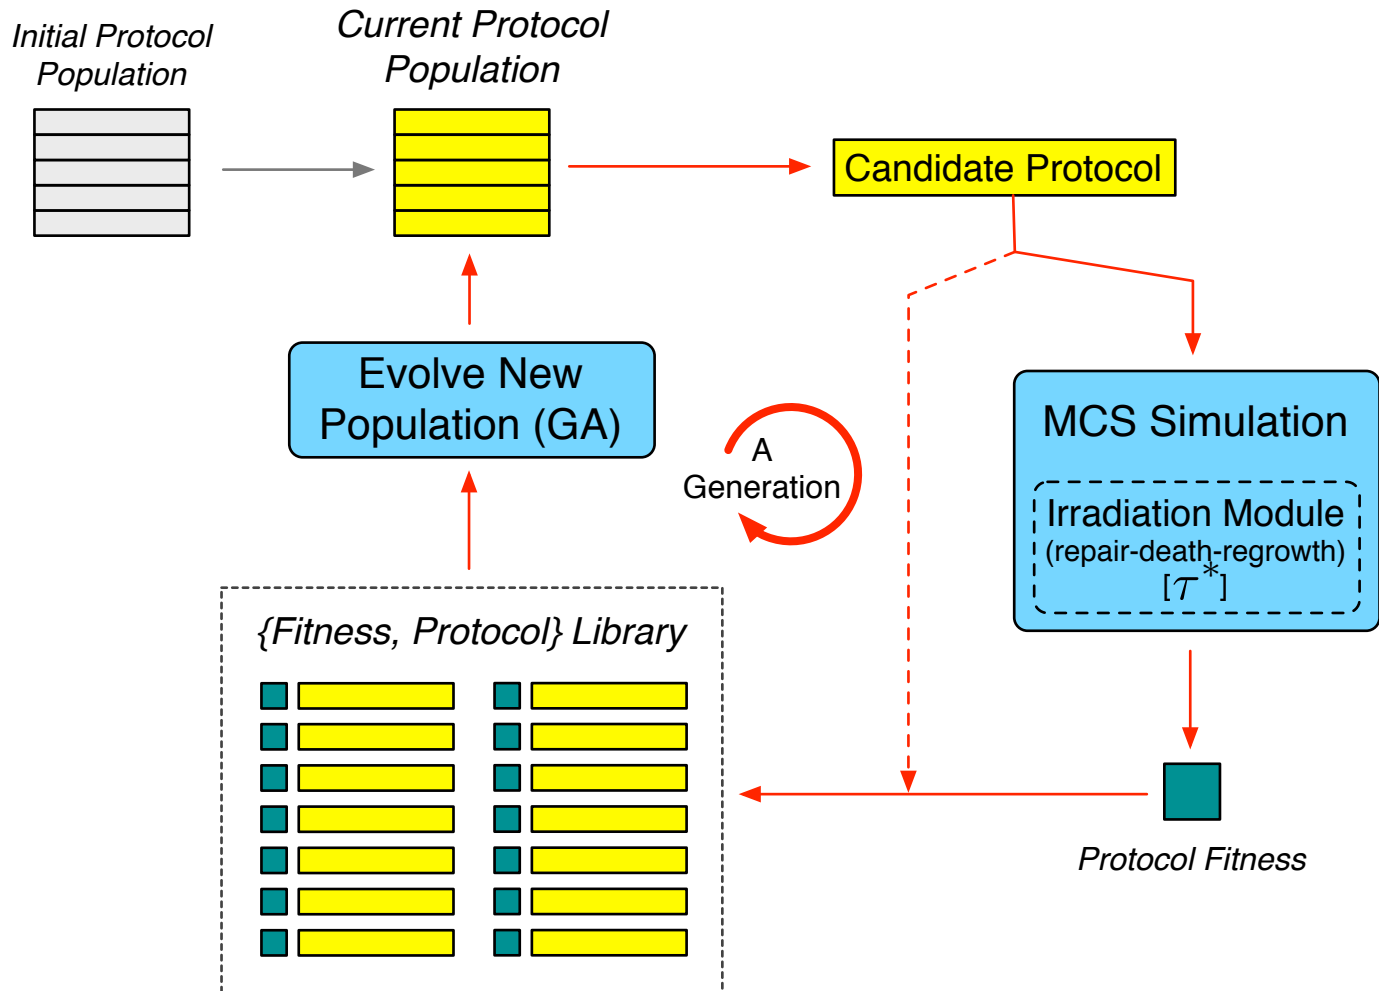 Initial Protocol
Population
Current Protocol
Population
Candidate Protocol
Evolve New
Population (GA)
A
Generation
MCS Simulation
Irradiation Module
(repair-death-regrowth)
[τ*]
{Fitness, Protocol} Library
Protocol Fitness